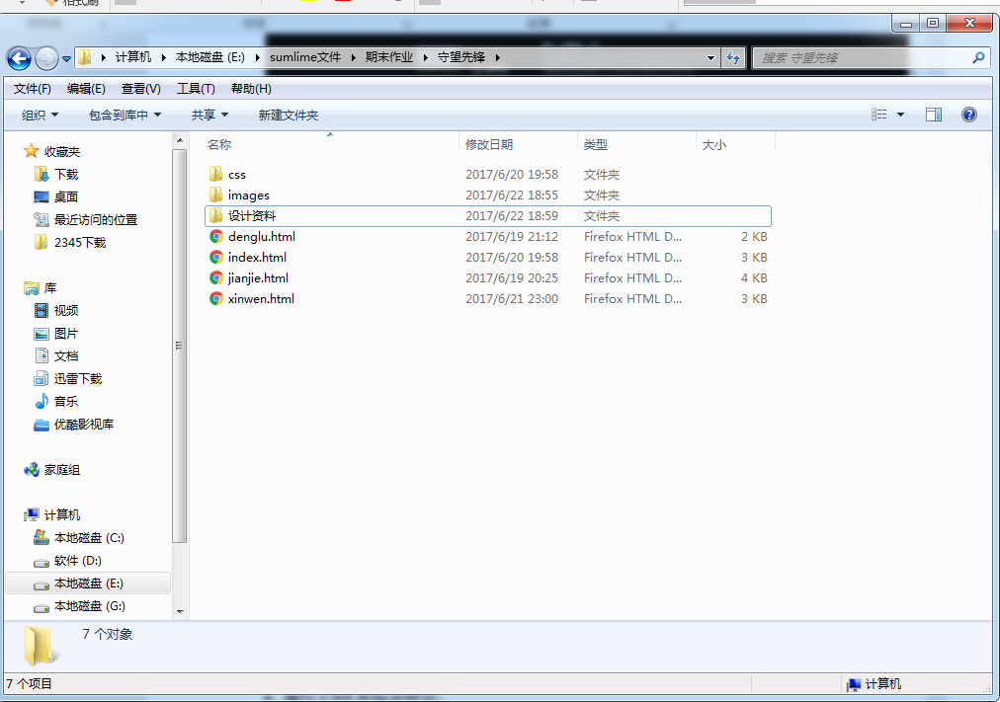 格式刷
计算机 本地磁盘 (E:) sumlime文件 期末作业 守望先锋
搜索 守望先锋
文件(F) 编辑(E) 查看(V) 工具(T) 帮助(H)
组织 包含到库中 共享 新建文件夹
收藏夹
下载
桌面
最近访问的位置
2345下载
库
视频
图片
文档
迅雷下载
音乐
优酷影视库
家庭组
计算机
本地磁盘 (C:)
软件 (D:)
本地磁盘 (E:)
本地磁盘 (G:)
名称 修改日期 类型 大小
css 2017/6/20 19:58 文件夹
images 2017/6/22 18:55 文件夹
设计资料 2017/6/22 18:59 文件夹
denglu.html 2017/6/19 21:12 Firefox HTML D... 2 KB
index.html 2017/6/20 19:58 Firefox HTML D... 3 KB
jianjie.html 2017/6/19 20:25 Firefox HTML D... 4 KB
xinwen.html 2017/6/21 23:00 Firefox HTML D... 3 KB
7 个对象
7 个项目 计算机